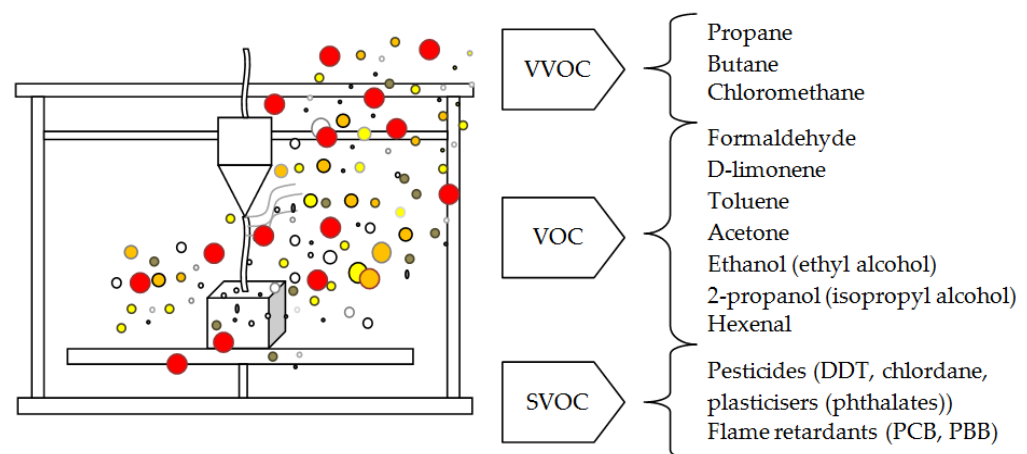 VVOC
Propane
Butane
Chloromethane
VOC
Formaldehyde
D-limonene
Toluene
Acetone
Ethanol (ethyl alcohol)
2-propanol (isopropyl alcohol)
Hexenal
SVOC
Pesticides (DDT, chlordane,
plasticisers (phthalates))
Flame retardants (PCB, PBB)